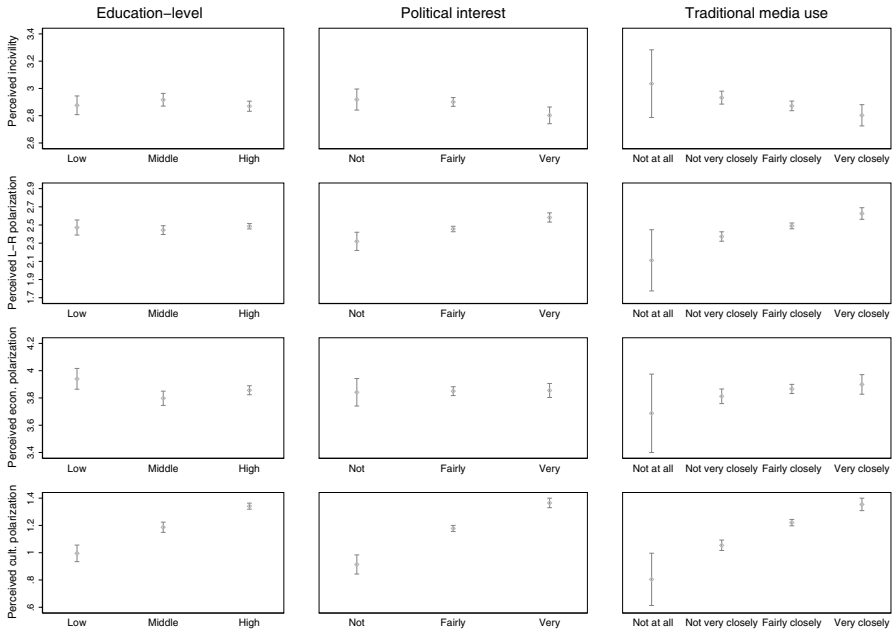 Education-level Political interest Traditional media use
Perceived incivility
3.4
3.2
3
2.8
2.6
Low Middle High
Not Fairly Very
Not at all Not very closely Fairly closely Very closely
Perceived L-R polarization
2.9
2.7
2.5
2.3
2.1
1.9
1.7
Low Middle High
Not Fairly Very
Not at all Not very closely Fairly closely Very closely
Perceived econ. polarization
4.2
4
3.8
3.6
3.4
Low Middle High
Not Fairly Very
Not at all Not very closely Fairly closely Very closely
Perceived cult. polarization
1.4
1.2
1
.8
.6
Low Middle High
Not Fairly Very
Not at all Not very closely Fairly closely Very closely